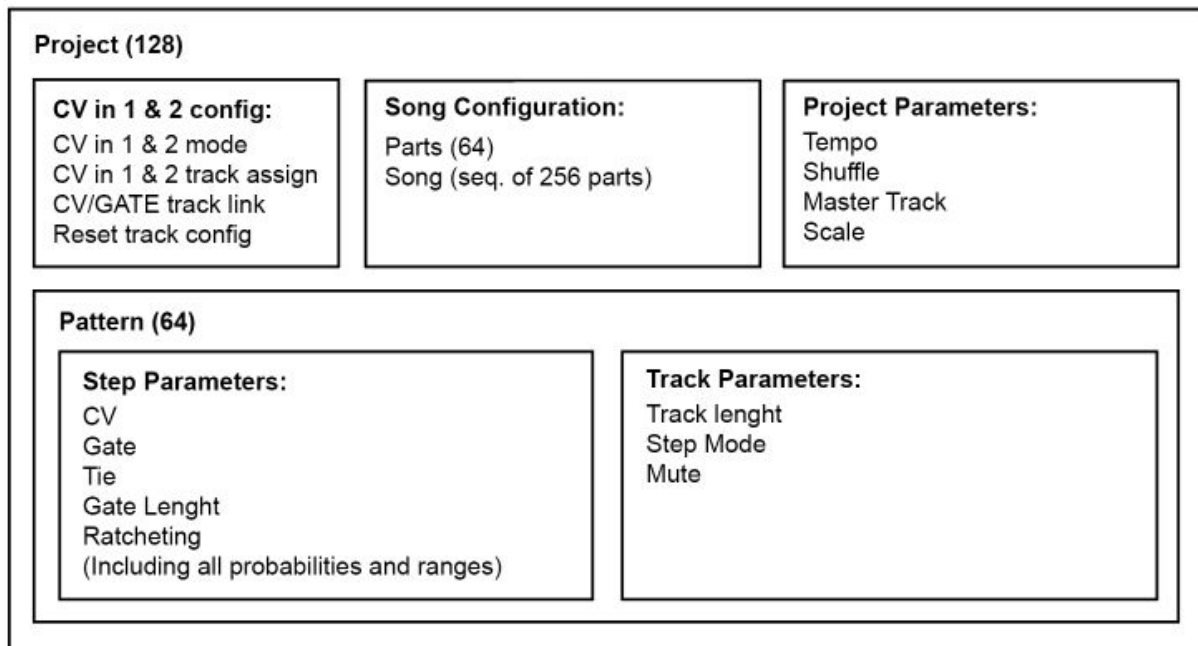 Project (128)
CV in 1 & 2 config:
CV in 1 & 2 mode
CV in 1 & 2 track assign
CV/GATE track link
Reset track config
Song Configuration:
Parts (64)
Song (seq. of 256 parts)
Project Parameters:
Tempo
Shuffle
Master Track
Scale
Pattern (64)
Step Parameters:
CV
Gate
Tie
Gate Lenght
Ratcheting
(Including all probabilities and ranges)
Track Parameters:
Track lenght
Step Mode
Mute